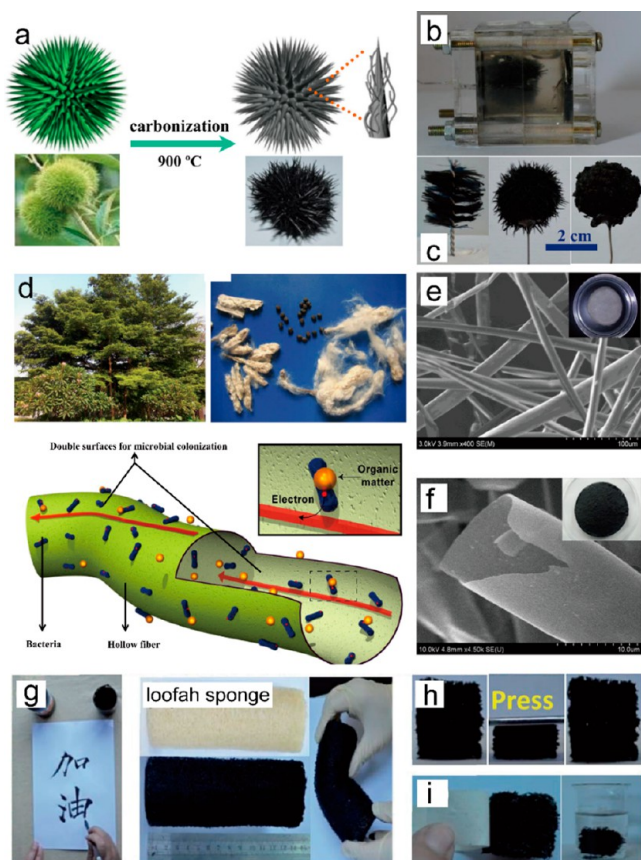 a
carbonization
900 ºC
b
c
2 cm
d
e
3.0kV 3.9mm x400 SE(M)
100um
Double surfaces for microbial colonization
Organic
matter
Electron
Bacteria
Hollow fiber
f
10.0kV 4.8mm x4.50k SE(U)
10.0um
g
加
油
loofah sponge
h
Press
i